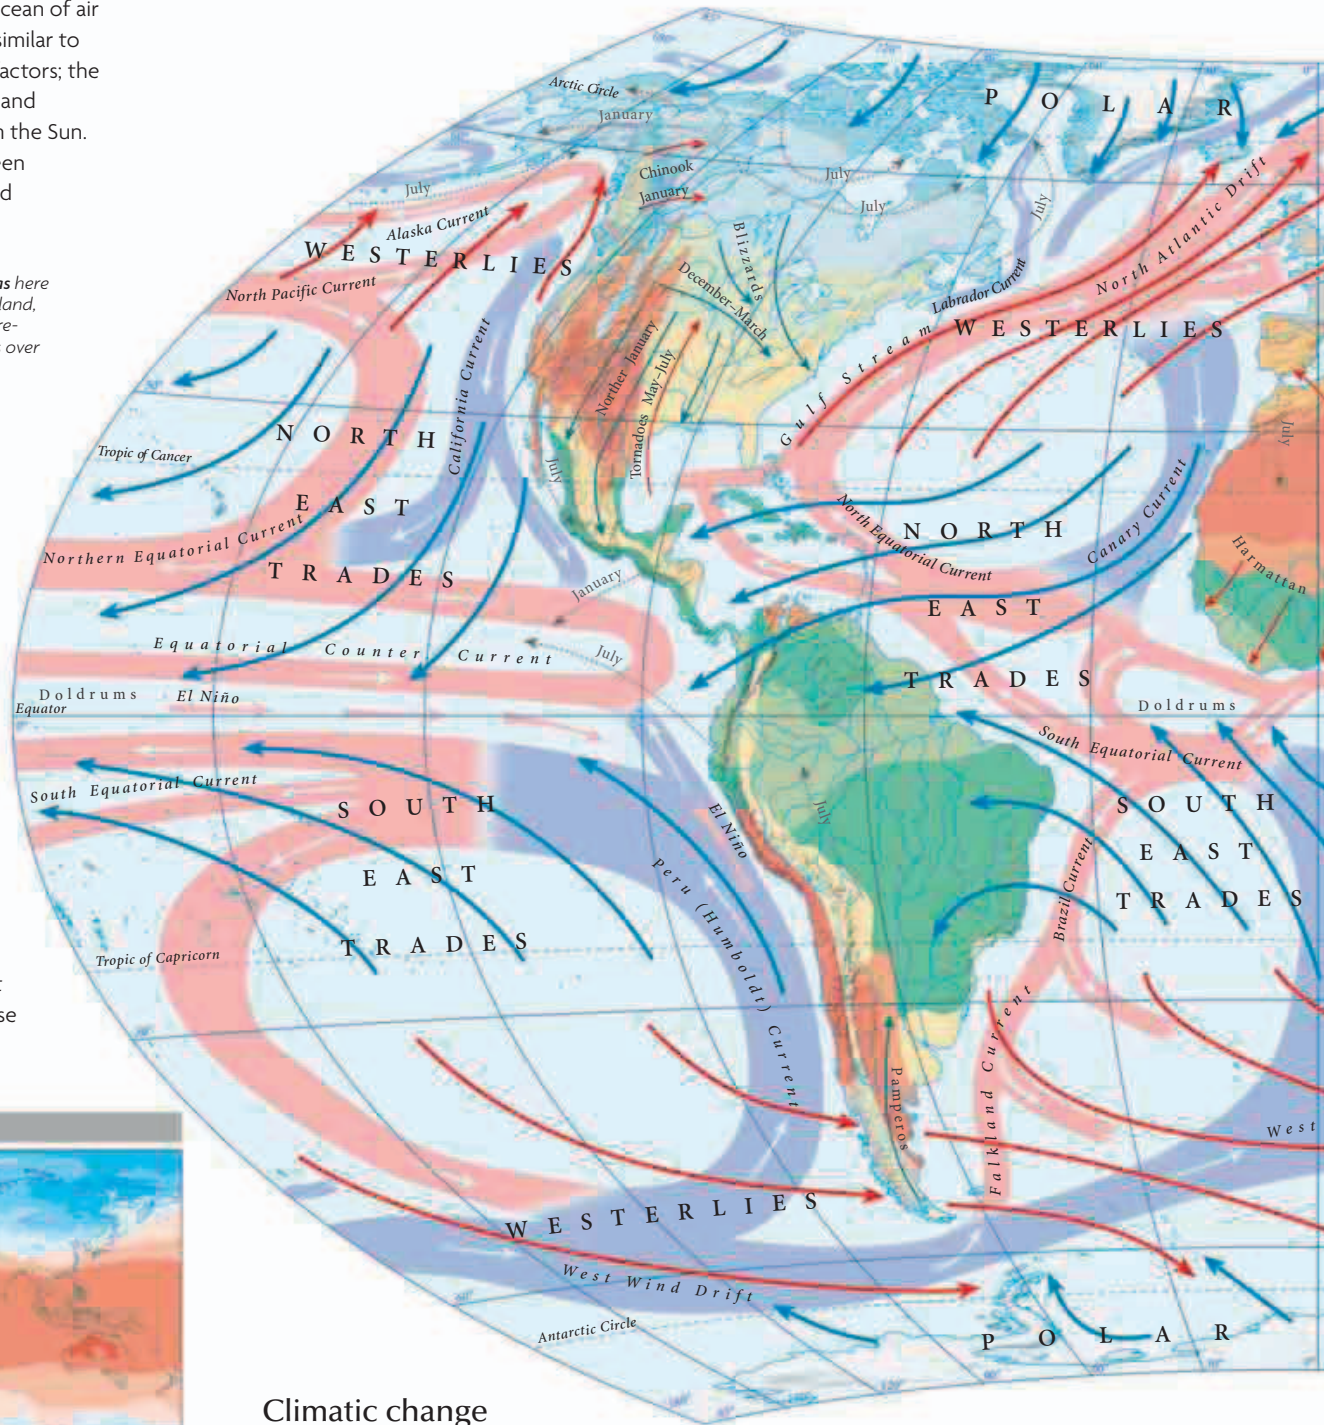 cean of air
similar to
actors; the
and
n the Sun.
een
d
ns here
land,
re-
s over
t
se
Arctic Circle
January
Chinook
January
July
July
July
July
Alaska Current
WESTERLIES
North Pacific Current
Blizzards
December–March
Norther January
Tornadoes May–July
California Current
July
POLAR
North Atlantic Drift
Labrador Current
Gulf Stream
WESTERLIES
Tropic of Cancer
NORTH
EAST
TRADES
Northern Equatorial Current
NORTH
EAST
TRADES
North Equatorial Current
Canary Current
July
Harmattan
January
July
Equatorial Counter Current
Doldrums
El Niño
Equator
Doldrums
South Equatorial Current
South Equatorial Current
SOUTH
EAST
TRADES
El Niño
July
Peru (Humboldt) Current
SOUTH
EAST
TRADES
Brazil Current
Tropic of Capricorn
Falkland Current
Pamperos
West
WESTERLIES
West Wind Drift
Antarctic Circle
POLAR
Climatic change